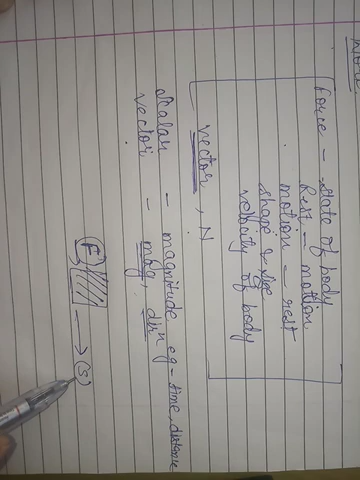 Force - State of body
Rest - motion
motion - rest
shape & size
velocity of body
vector, N
Scalar - magnitude eg - time, distance
vector - mag, dirn
F → (S)